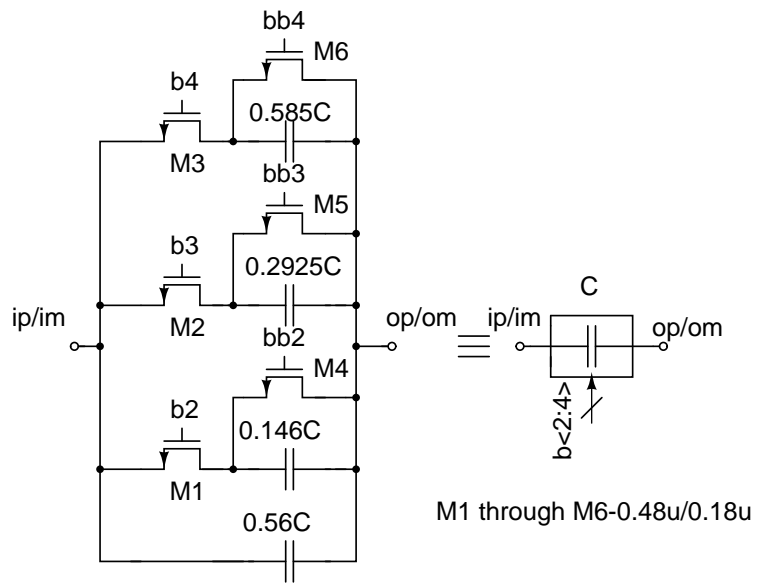 bb4
M6
b4
0.585C
M3
bb3
M5
b3
0.2925C
C
ip/im
M2
op/om
ip/im
op/om
bb2
M4
b2
0.146C
b<2:4>
M1
M1 through M6-0.48u/0.18u
0.56C